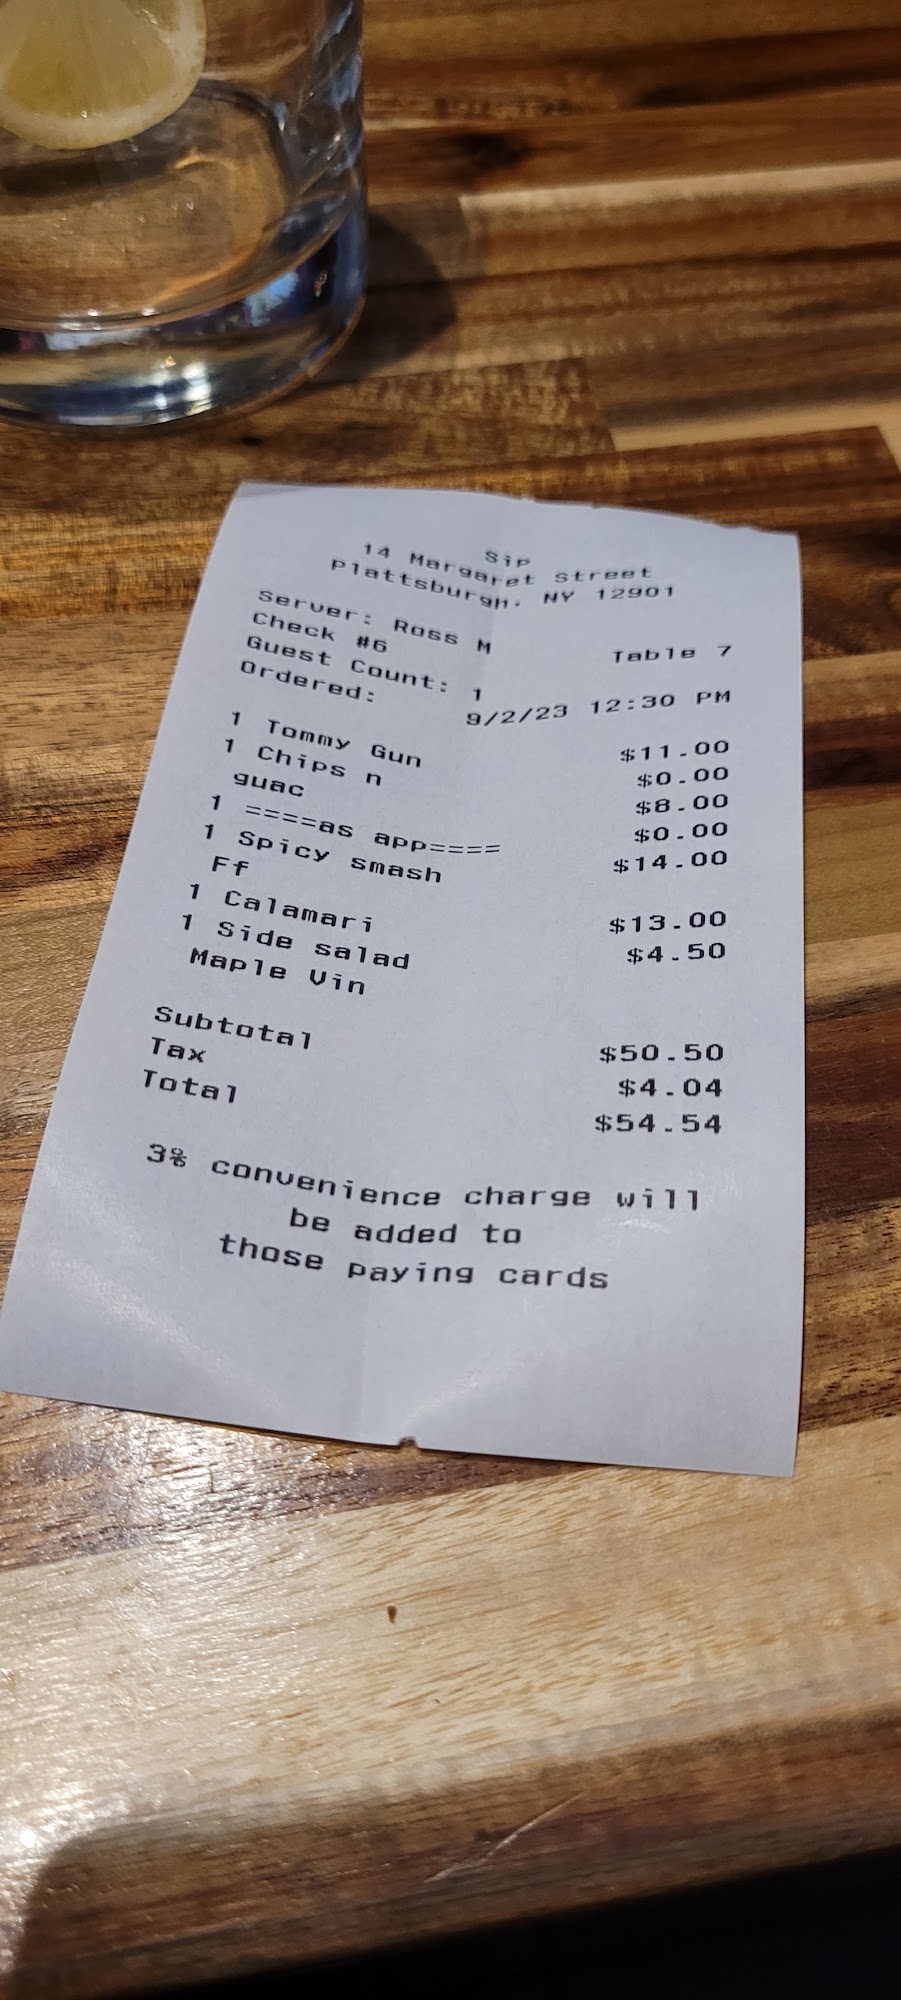 Sip
14 Margaret Street
Plattsburgh, NY 12901
Server: Ross M
Check #6 Table 7
Guest Count: 1
Ordered: 9/2/23 12:30 PM
1 Tommy Gun $11.00
1 Chips n $0.00
guac $8.00
1 ====as app==== $0.00
1 Spicy smash $14.00
Ff
1 Calamari $13.00
1 Side salad $4.50
Maple Vin
Subtotal $50.50
Tax $4.04
Total $54.54
3% convenience charge will
be added to
those paying cards